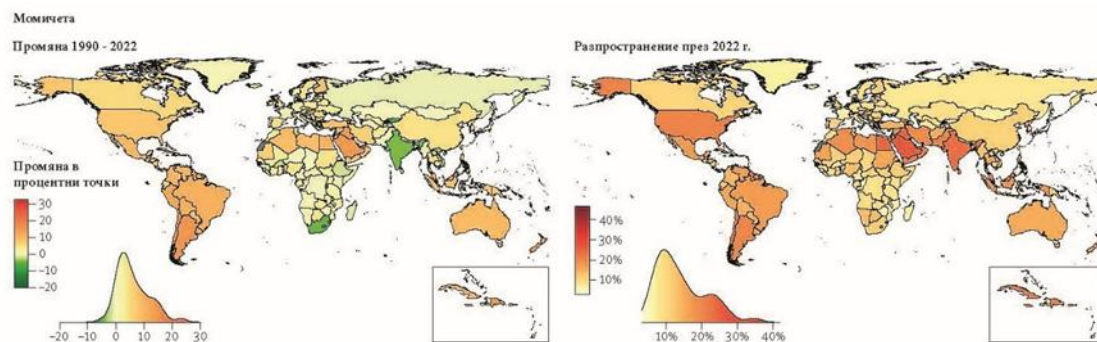 Момичета
Промяна 1990 - 2022
Разпространение през 2022 г.
Промяна в
процентни точки
30
20
10
0
−10
−20
−20 −10 0 10 20 30
40%
30%
20%
10%
10% 20% 30% 40%